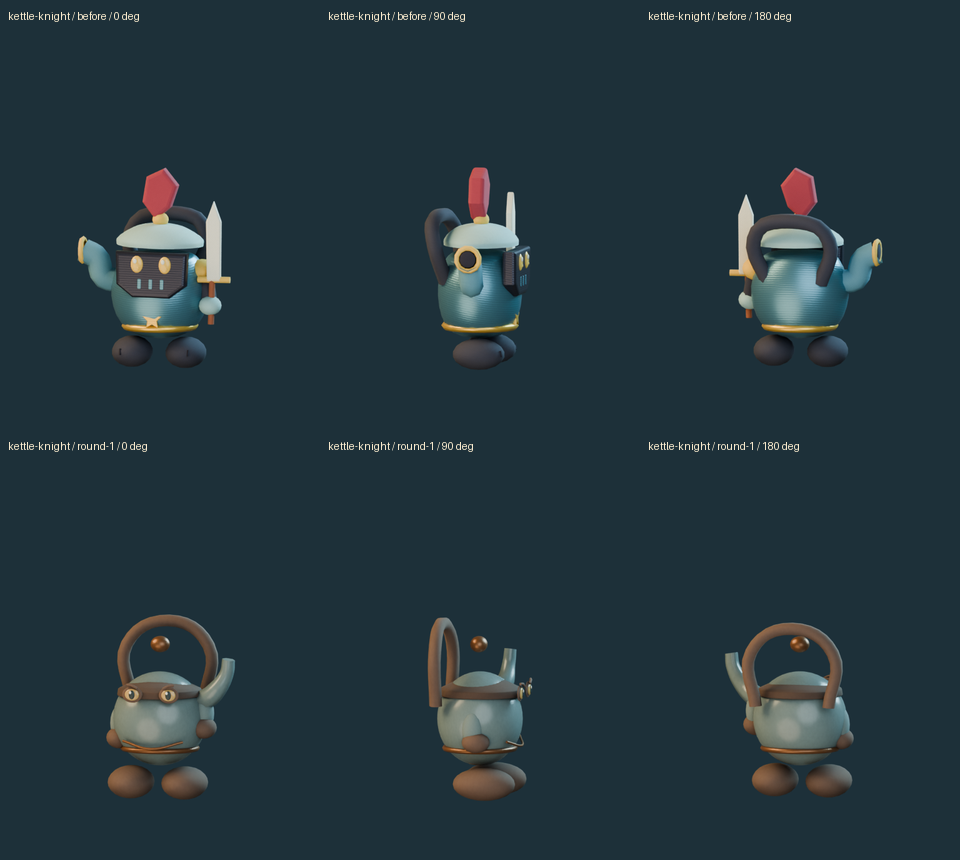 kettle-knight / before / 0 deg
kettle-knight / before / 90 deg
kettle-knight / before / 180 deg
kettle-knight / round-1 / 0 deg
kettle-knight / round-1 / 90 deg
kettle-knight / round-1 / 180 deg